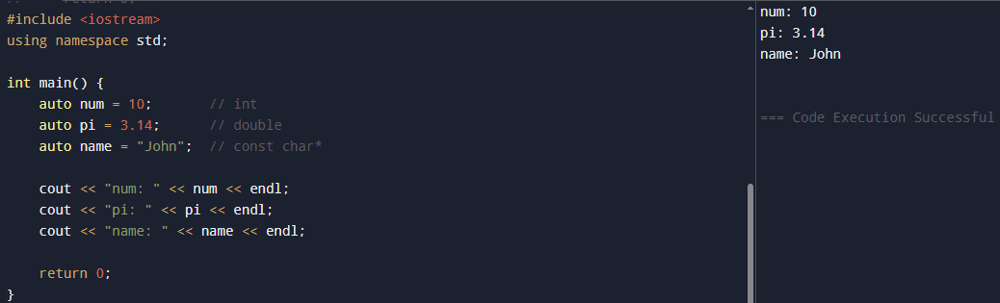 #include <iostream>
using namespace std;
int main() {
    auto num = 10;       // int
    auto pi = 3.14;      // double
    auto name = "John";  // const char*
    cout << "num: " << num << endl;
    cout << "pi: " << pi << endl;
    cout << "name: " << name << endl;
    return 0;
}
num: 10
pi: 3.14
name: John
=== Code Execution Successful